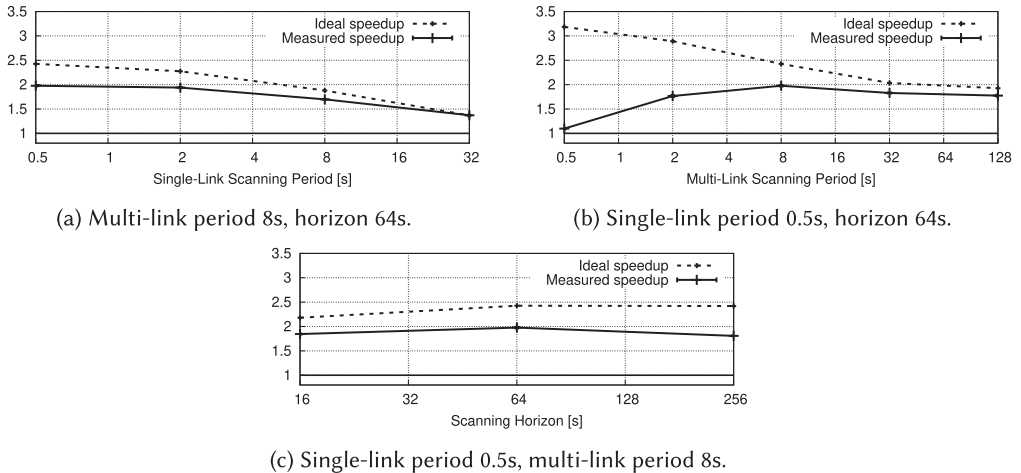 3.5
3
2.5
2
1.5
1
Ideal speedup
Measured speedup
0.5 1 2 4 8 16 32
Single-Link Scanning Period [s]
(a) Multi-link period 8s, horizon 64s.
3.5
3
2.5
2
1.5
1
Ideal speedup
Measured speedup
0.5 1 2 4 8 16 32 64 128
Multi-Link Scanning Period [s]
(b) Single-link period 0.5s, horizon 64s.
3.5
3
2.5
2
1.5
1
Ideal speedup
Measured speedup
16 32 64 128 256
Scanning Horizon [s]
(c) Single-link period 0.5s, multi-link period 8s.